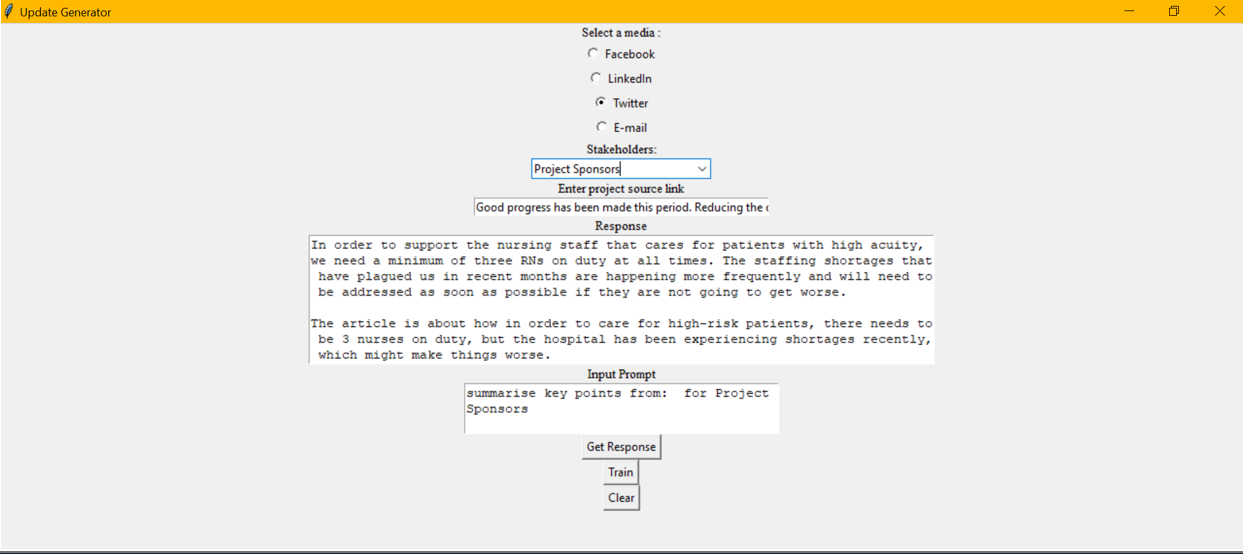 Update Generator
Select a media :
Facebook
LinkedIn
Twitter
E-mail
Stakeholders:
Project Sponsors
Enter project source link
Good progress has been made this period. Reducing the
Response
In order to support the nursing staff that cares for patients with high acuity,
we need a minimum of three RNs on duty at all times. The staffing shortages that
have plagued us in recent months are happening more frequently and will need to
be addressed as soon as possible if they are not going to get worse.
The article is about how in order to care for high-risk patients, there needs to
be 3 nurses on duty, but the hospital has been experiencing shortages recently,
which might make things worse.
Input Prompt
summarise key points from:  for Project
Sponsors
Get Response
Train
Clear